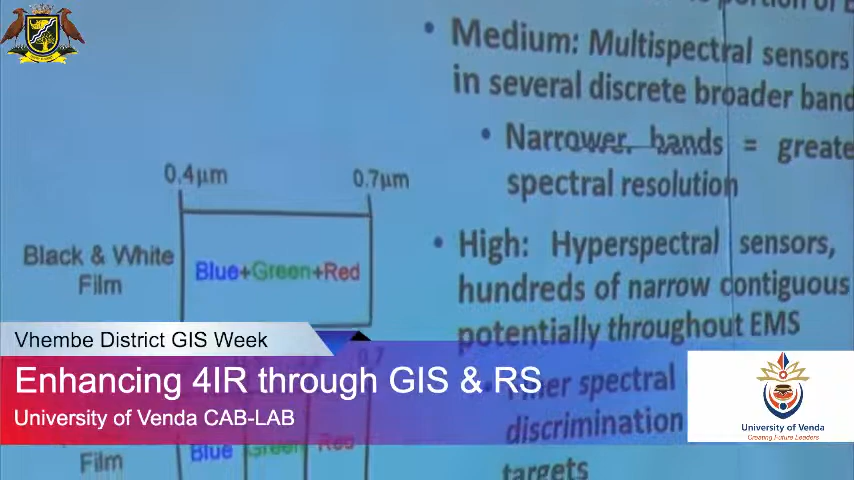 Medium: Multispectral sensors
in several discrete broader band
Narrower bands = greate
spectral resolution
0.4μm
0.7μm
Black & White
Film
Blue+Green+Red
High: Hyperspectral sensors,
hundreds of narrow contiguous
potentially throughout EMS
Vhembe District GIS Week
Enhancing 4IR through GIS & RS
University of Venda CAB-LAB
spectral
discrimination
targets
Film
Blue
Green
Red
University of Venda
Creating Future Leaders